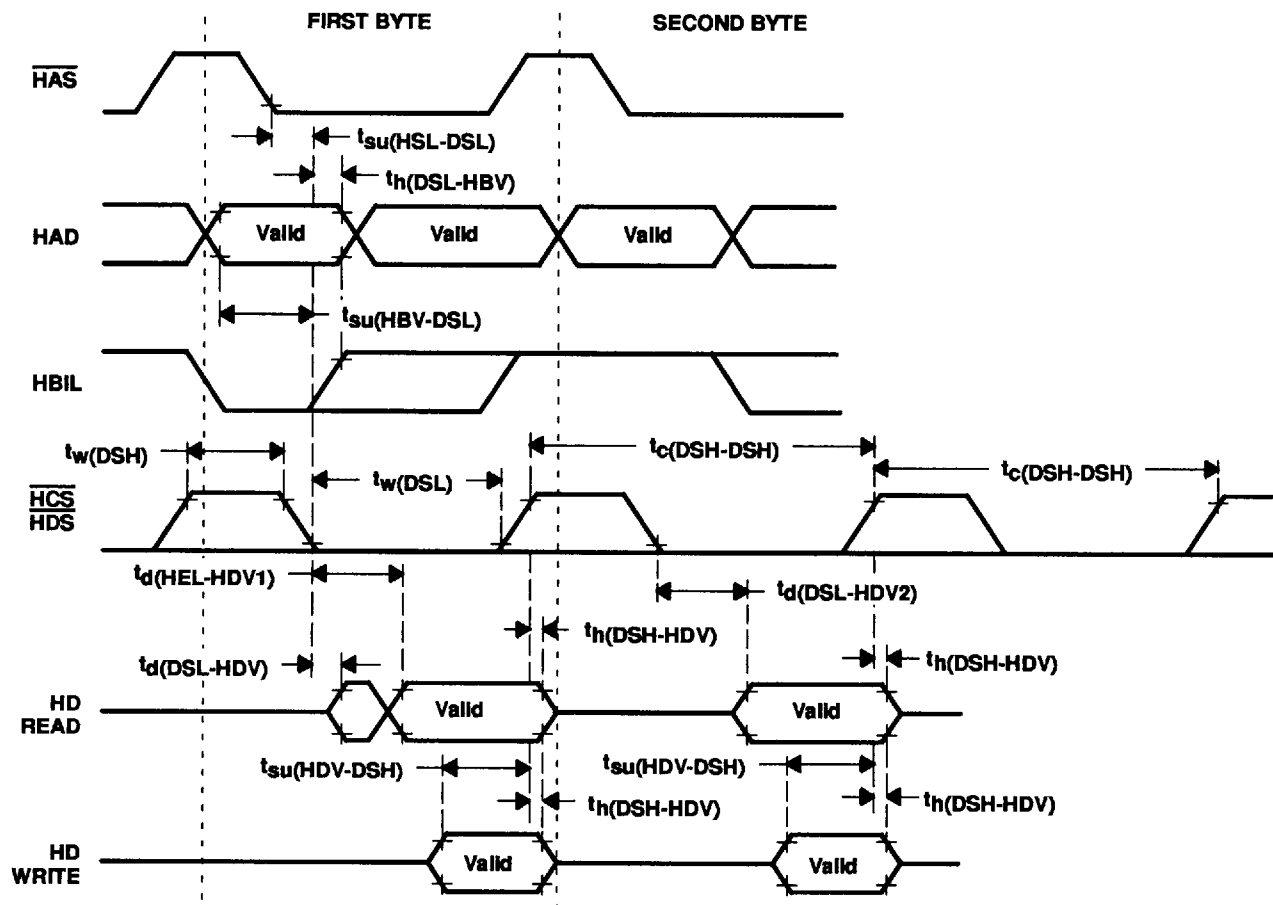 FIRST BYTE SECOND BYTE
HAS
tsu(HSL-DSL)
th(DSL-HBV)
HAD Valid Valid Valid
tsu(HBV-DSL)
HBIL
tw(DSH) tc(DSH-DSH)
tw(DSL) tc(DSH-DSH)
HCS
HDS
td(HEL-HDV1) td(DSL-HDV2)
th(DSH-HDV)
td(DSL-HDV) th(DSH-HDV)
HD
READ Valid Valid
tsu(HDV-DSH) tsu(HDV-DSH)
th(DSH-HDV) th(DSH-HDV)
HD
WRITE Valid Valid